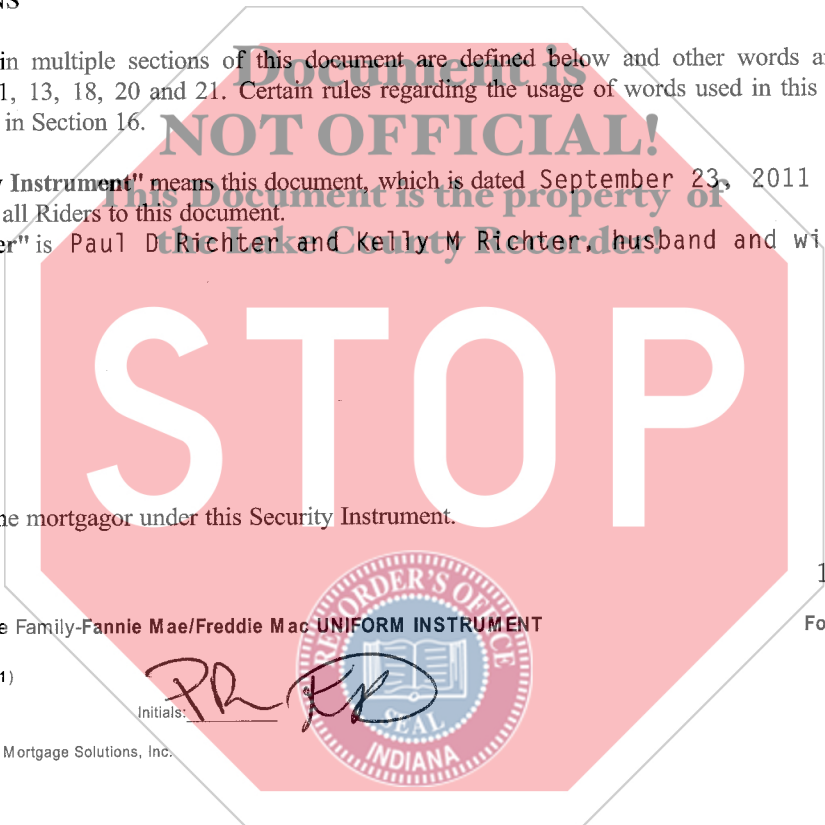 NS
in multiple sections of this document are defined below and other words a
1, 13, 18, 20 and 21. Certain rules regarding the usage of words used in this
in Section 16.
Document is
NOT OFFICIAL!
This Document is the property of
the Lake County Recorder!
y Instrument" means this document, which is dated September 23, 2011
all Riders to this document.
er" is Paul D Richter and Kelly M Richter, husband and wi
STOP
he mortgagor under this Security Instrument.
1
e Family-Fannie Mae/Freddie Mac UNIFORM INSTRUMENT
Fo
1)
Initials: PR KR
Mortgage Solutions, Inc.
RECORDER'S OFFICE
SEAL
INDIANA